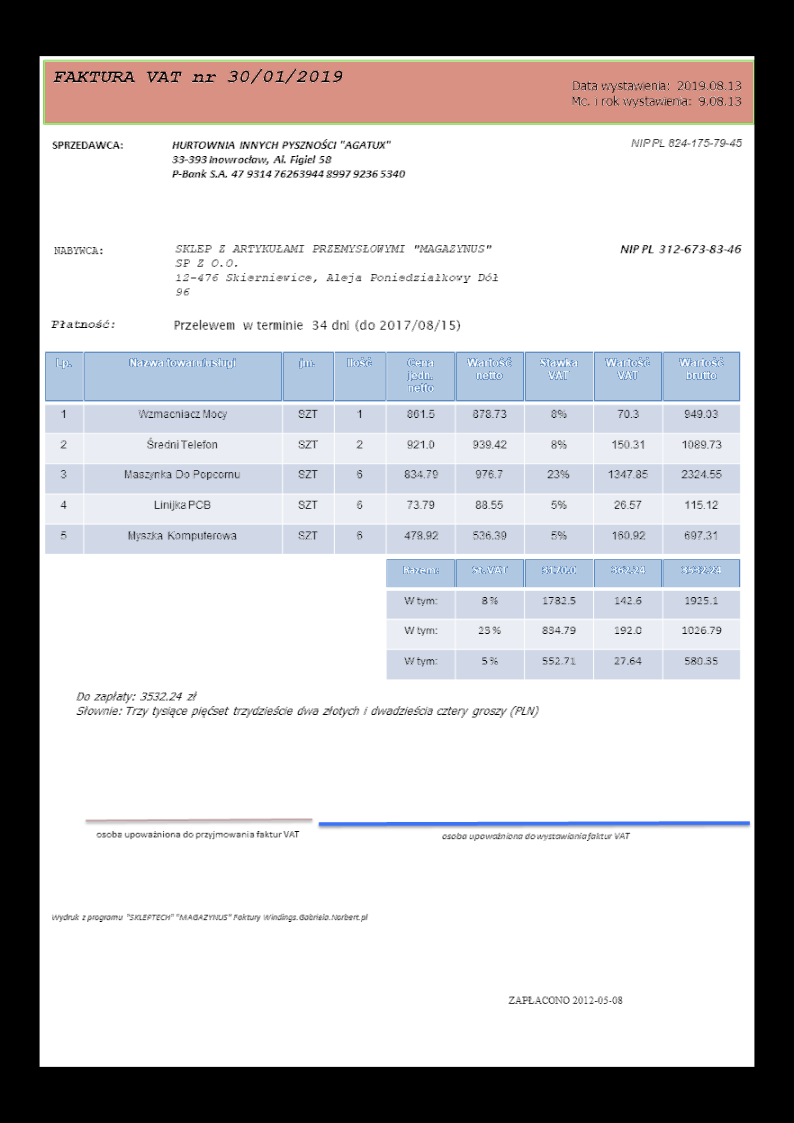 FAKTURA VAT nr 30/01/2019
Data wystawienia: 2019.08.13
Mc. i rok wystawienia: 9.08.13
SPRZEDAWCA: HURTOWNIA INNYCH PYSZNOŚCI "AGATUX" NIP PL 824-175-79-45
33-393 Inowrocław, Al. Figiel 58
P-Bank S.A. 47 9314 7626 3944 8997 9236 5340
NABYWCA: SKLEP Z ARTYKUŁAMI PRZEMYSŁOWYMI "MAGAZYNUS" NIP PL 312-673-83-46
SP Z O.O.
12-476 Skierniewice, Aleja Poniedziałkowy Dół
96
Płatność: Przelewem w terminie 34 dni (do 2017/08/15)
Lp. Nazwa towaru/usługi jm. Ilość Cena jedn. netto Wartość netto Stawka VAT Wartość VAT Wartość brutto
1 Wzmacniacz Mocy SZT 1 861.5 878.73 8% 70.3 949.03
2 Średni Telefon SZT 2 921.0 939.42 8% 150.31 1089.73
3 Maszynka Do Popcornu SZT 6 834.79 976.7 23% 1347.85 2324.55
4 Linijka PCB SZT 6 73.79 88.55 5% 26.57 115.12
5 Myszka Komputerowa SZT 6 478.92 536.39 5% 160.92 697.31
Razem: St.VAT 3170.0 362.24 3532.24
W tym: 8% 1782.5 142.6 1925.1
W tym: 23% 834.79 192.0 1026.79
W tym: 5% 552.71 27.64 580.35
Do zapłaty: 3532.24 zł
Słownie: Trzy tysiące pięćset trzydzieście dwa złotych i dwadzieścia cztery groszy (PLN)
osoba upoważniona do przyjmowania faktur VAT
osoba upoważniona do wystawiania faktur VAT
Wydruk z programu "SKLEPTECH" "MAGAZYNUS" Faktury Windings.Gabriela.Norbert.pl
ZAPŁACONO 2012-05-08